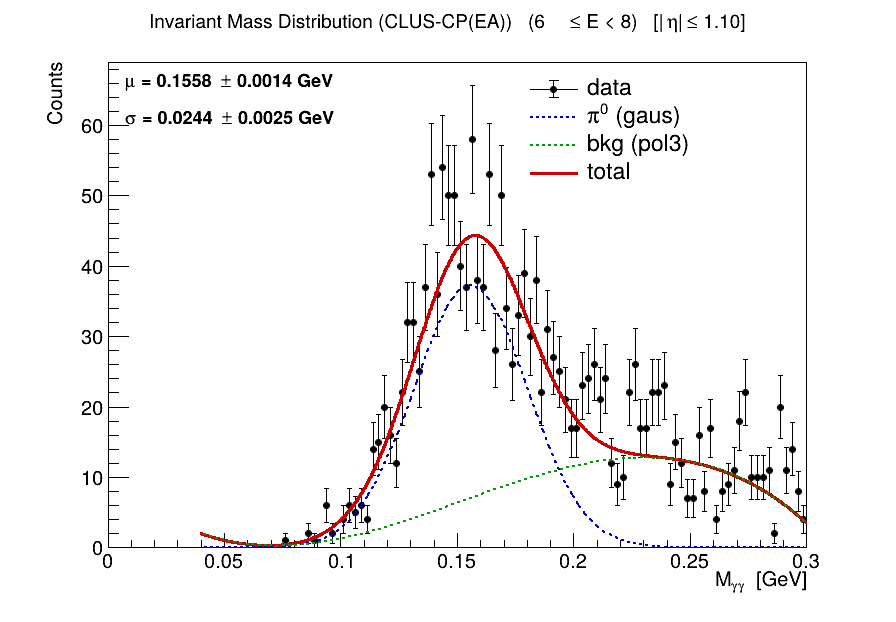 Invariant Mass Distribution (CLUS-CP(EA)) (6 ≤ E < 8) [|η| ≤ 1.10]
Counts
μ = 0.1558 ± 0.0014 GeV
σ = 0.0244 ± 0.0025 GeV
data
π⁰ (gaus)
bkg (pol3)
total
60
50
40
30
20
10
0
0 0.05 0.1 0.15 0.2 0.25 0.3
Mγγ [GeV]